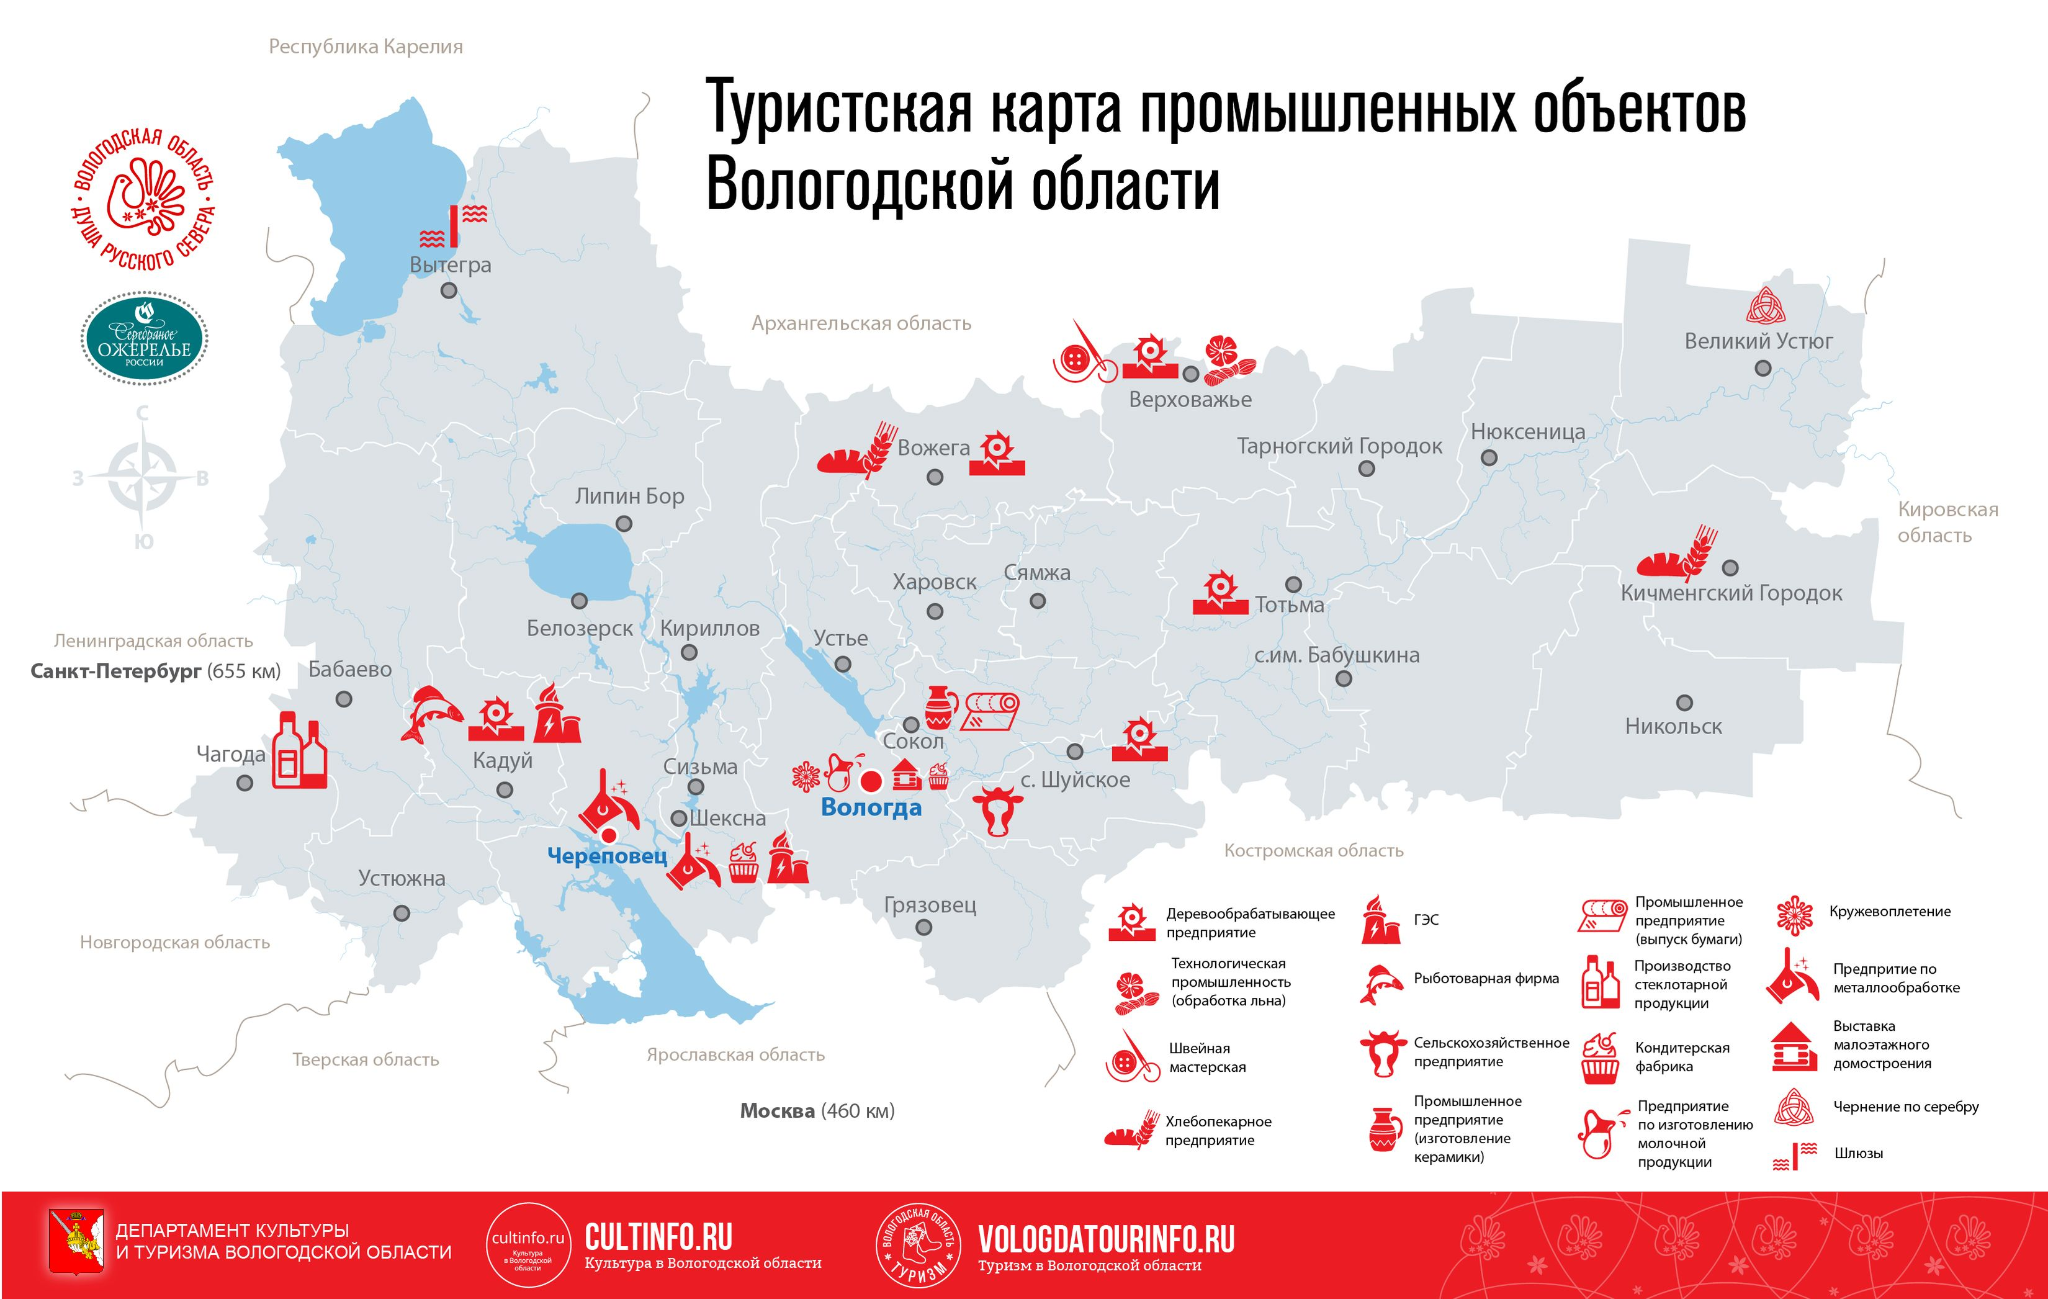 Республика Карелия
Туристская карта промышленных объектов
Вологодской области
ВОЛОГОДСКАЯ ОБЛАСТЬ
ДУША РУССКОГО СЕВЕРА
Серебряное
ОЖЕРЕЛЬЕ
РОССИИ
С
З
В
Ю
Вытегра
Архангельская область
Великий Устюг
Верховажье
Вожега
Тарногский Городок
Нюксеница
Липин Бор
Кировская
область
Харовск
Сямжа
Тотьма
Кичменгский Городок
Белозерск
Кириллов
Устье
Ленинградская область
Санкт-Петербург (655 км)
Бабаево
с.им. Бабушкина
Никольск
Чагода
Кадуй
Сизьма
Сокол
с. Шуйское
Вологда
Шексна
Череповец
Костромская область
Устюжна
Грязовец
Новгородская область
Тверская область
Ярославская область
Москва (460 км)
Деревообрабатывающее
предприятие
Технологическая
промышленность
(обработка льна)
Швейная
мастерская
Хлебопекарное
предприятие
ГЭС
Рыботоварная фирма
Сельскохозяйственное
предприятие
Промышленное
предприятие
(изготовление
керамики)
Промышленное
предприятие
(выпуск бумаги)
Производство
стеклотарной
продукции
Кондитерская
фабрика
Предприятие
по изготовлению
молочной
продукции
Кружевоплетение
Предпритие по
металлообработке
Выставка
малоэтажного
домостроения
Чернение по серебру
Шлюзы
ДЕПАРТАМЕНТ КУЛЬТУРЫ
И ТУРИЗМА ВОЛОГОДСКОЙ ОБЛАСТИ
cultinfo.ru
Культура
в Вологодской
области
CULTINFO.RU
Культура в Вологодской области
ВОЛОГОДСКАЯ ОБЛАСТЬ
ТУРИЗМ
VOLOGDATOURINFO.RU
Туризм в Вологодской области